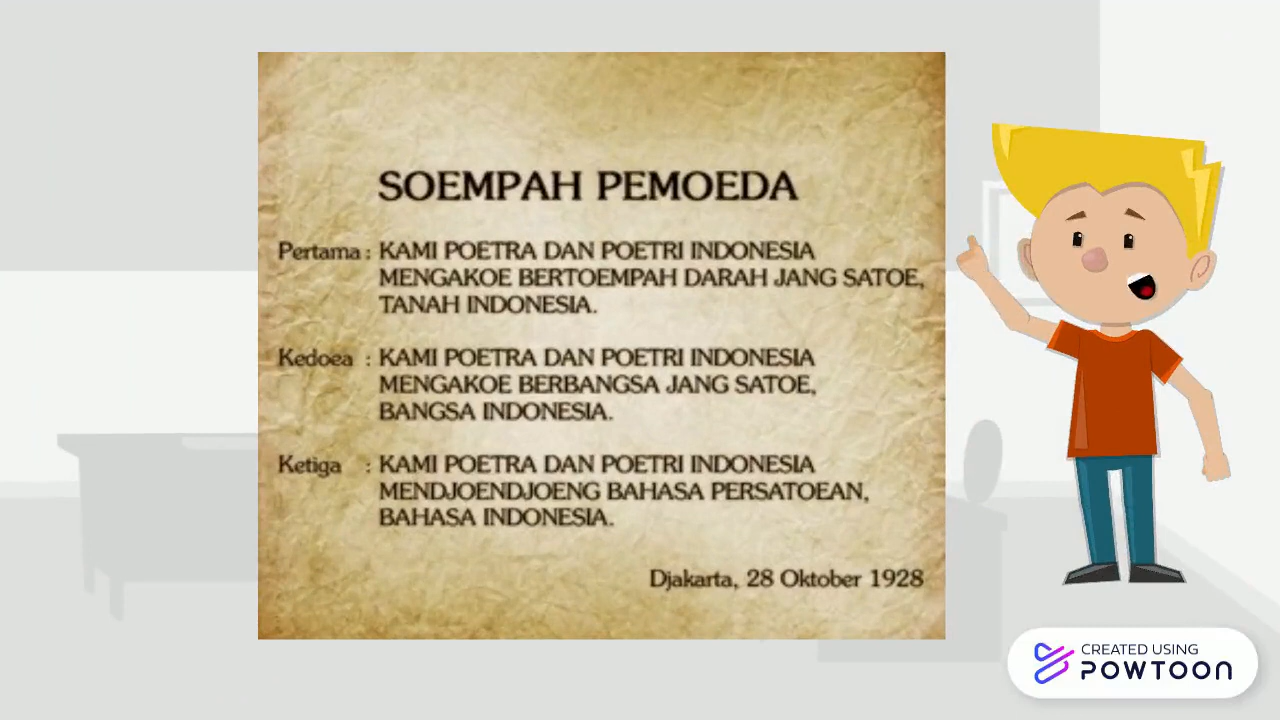 SOEMPAH PEMOEDA
Pertama : KAMI POETRA DAN POETRI INDONESIA
MENGAKOE BERTOEMPAH DARAH JANG SATOE,
TANAH INDONESIA.
Kedoea : KAMI POETRA DAN POETRI INDONESIA
MENGAKOE BERBANGSA JANG SATOE,
BANGSA INDONESIA.
Ketiga : KAMI POETRA DAN POETRI INDONESIA
MENDJOENDJOENG BAHASA PERSATOEAN,
BAHASA INDONESIA.
Djakarta, 28 Oktober 1928
CREATED USING
POWTOON